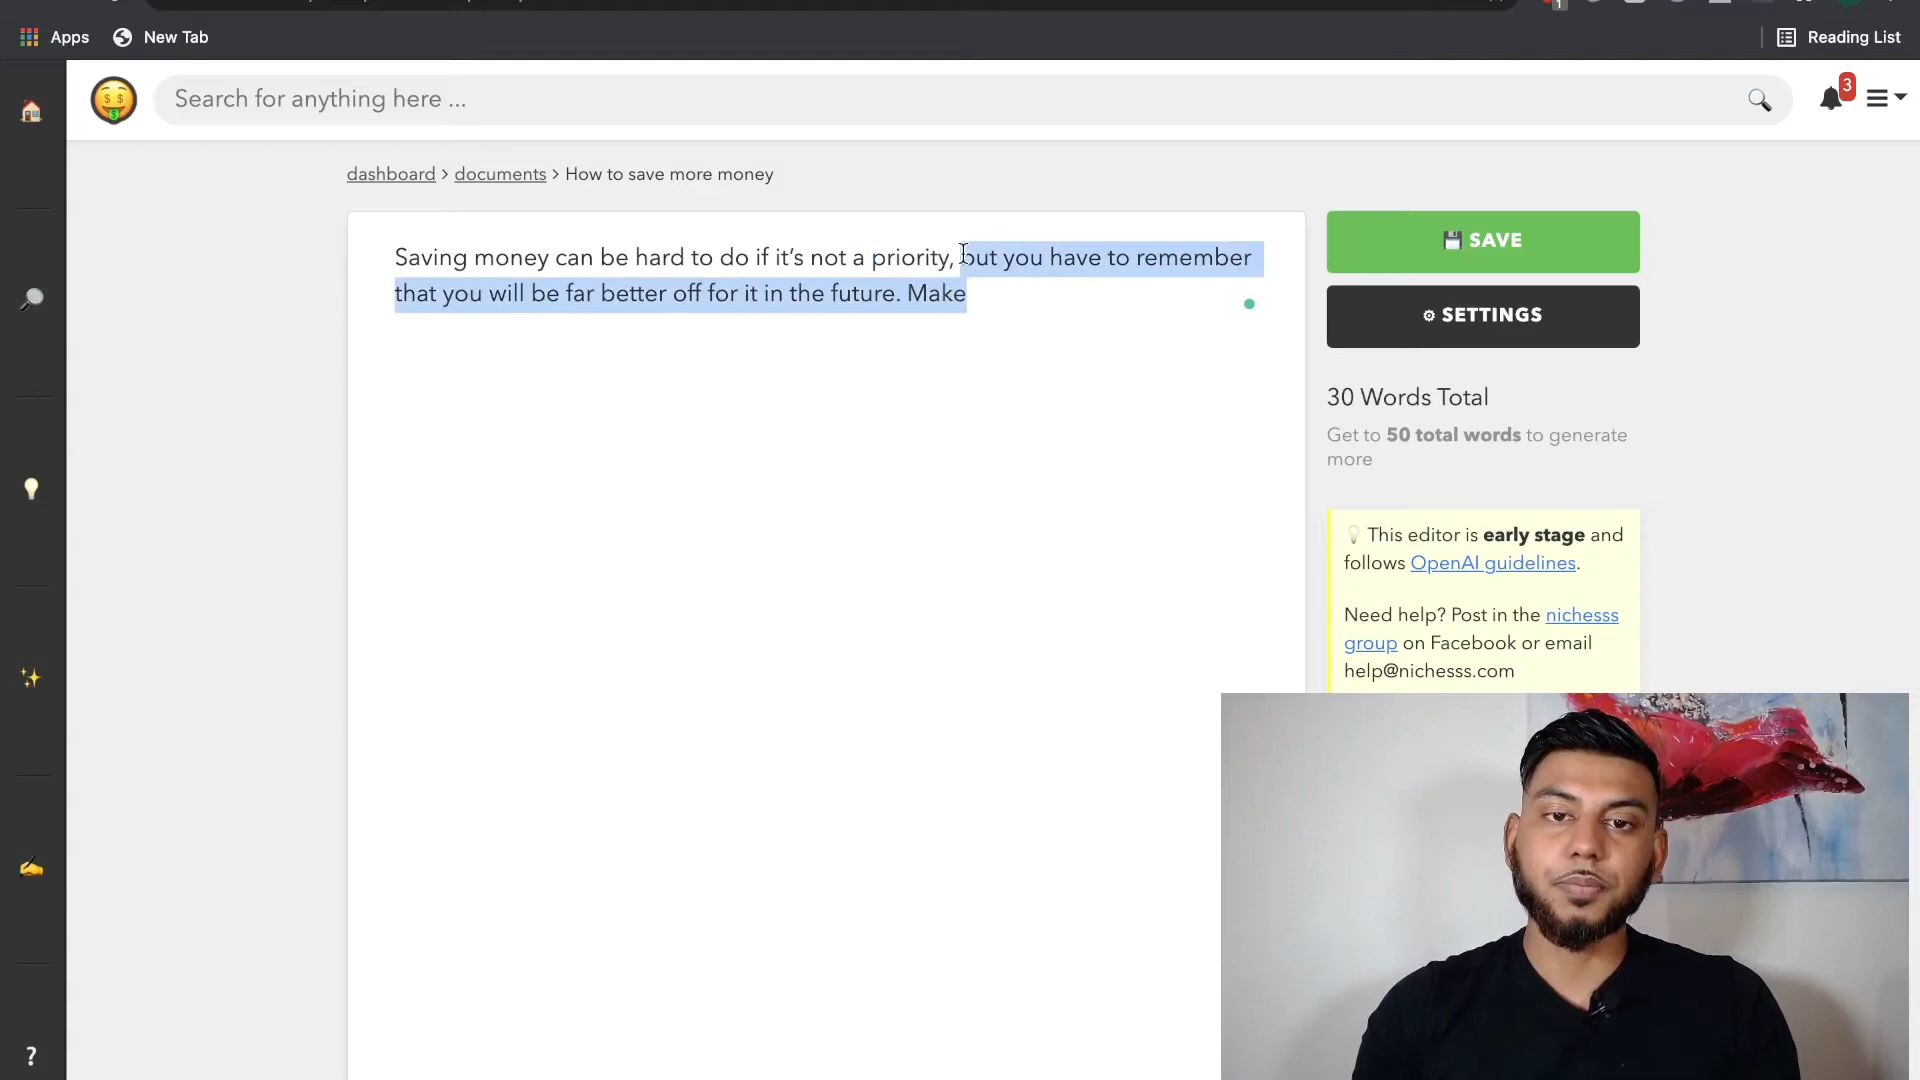 1
Apps New Tab Reading List
Search for anything here ...
3
dashboard > documents > How to save more money
Saving money can be hard to do if it’s not a priority, but you have to remember
that you will be far better off for it in the future. Make
💾 SAVE
⚙ SETTINGS
30 Words Total
Get to 50 total words to generate
more
💡 This editor is early stage and
follows OpenAI guidelines.
Need help? Post in the nichesss
group on Facebook or email
help@nichesss.com
?